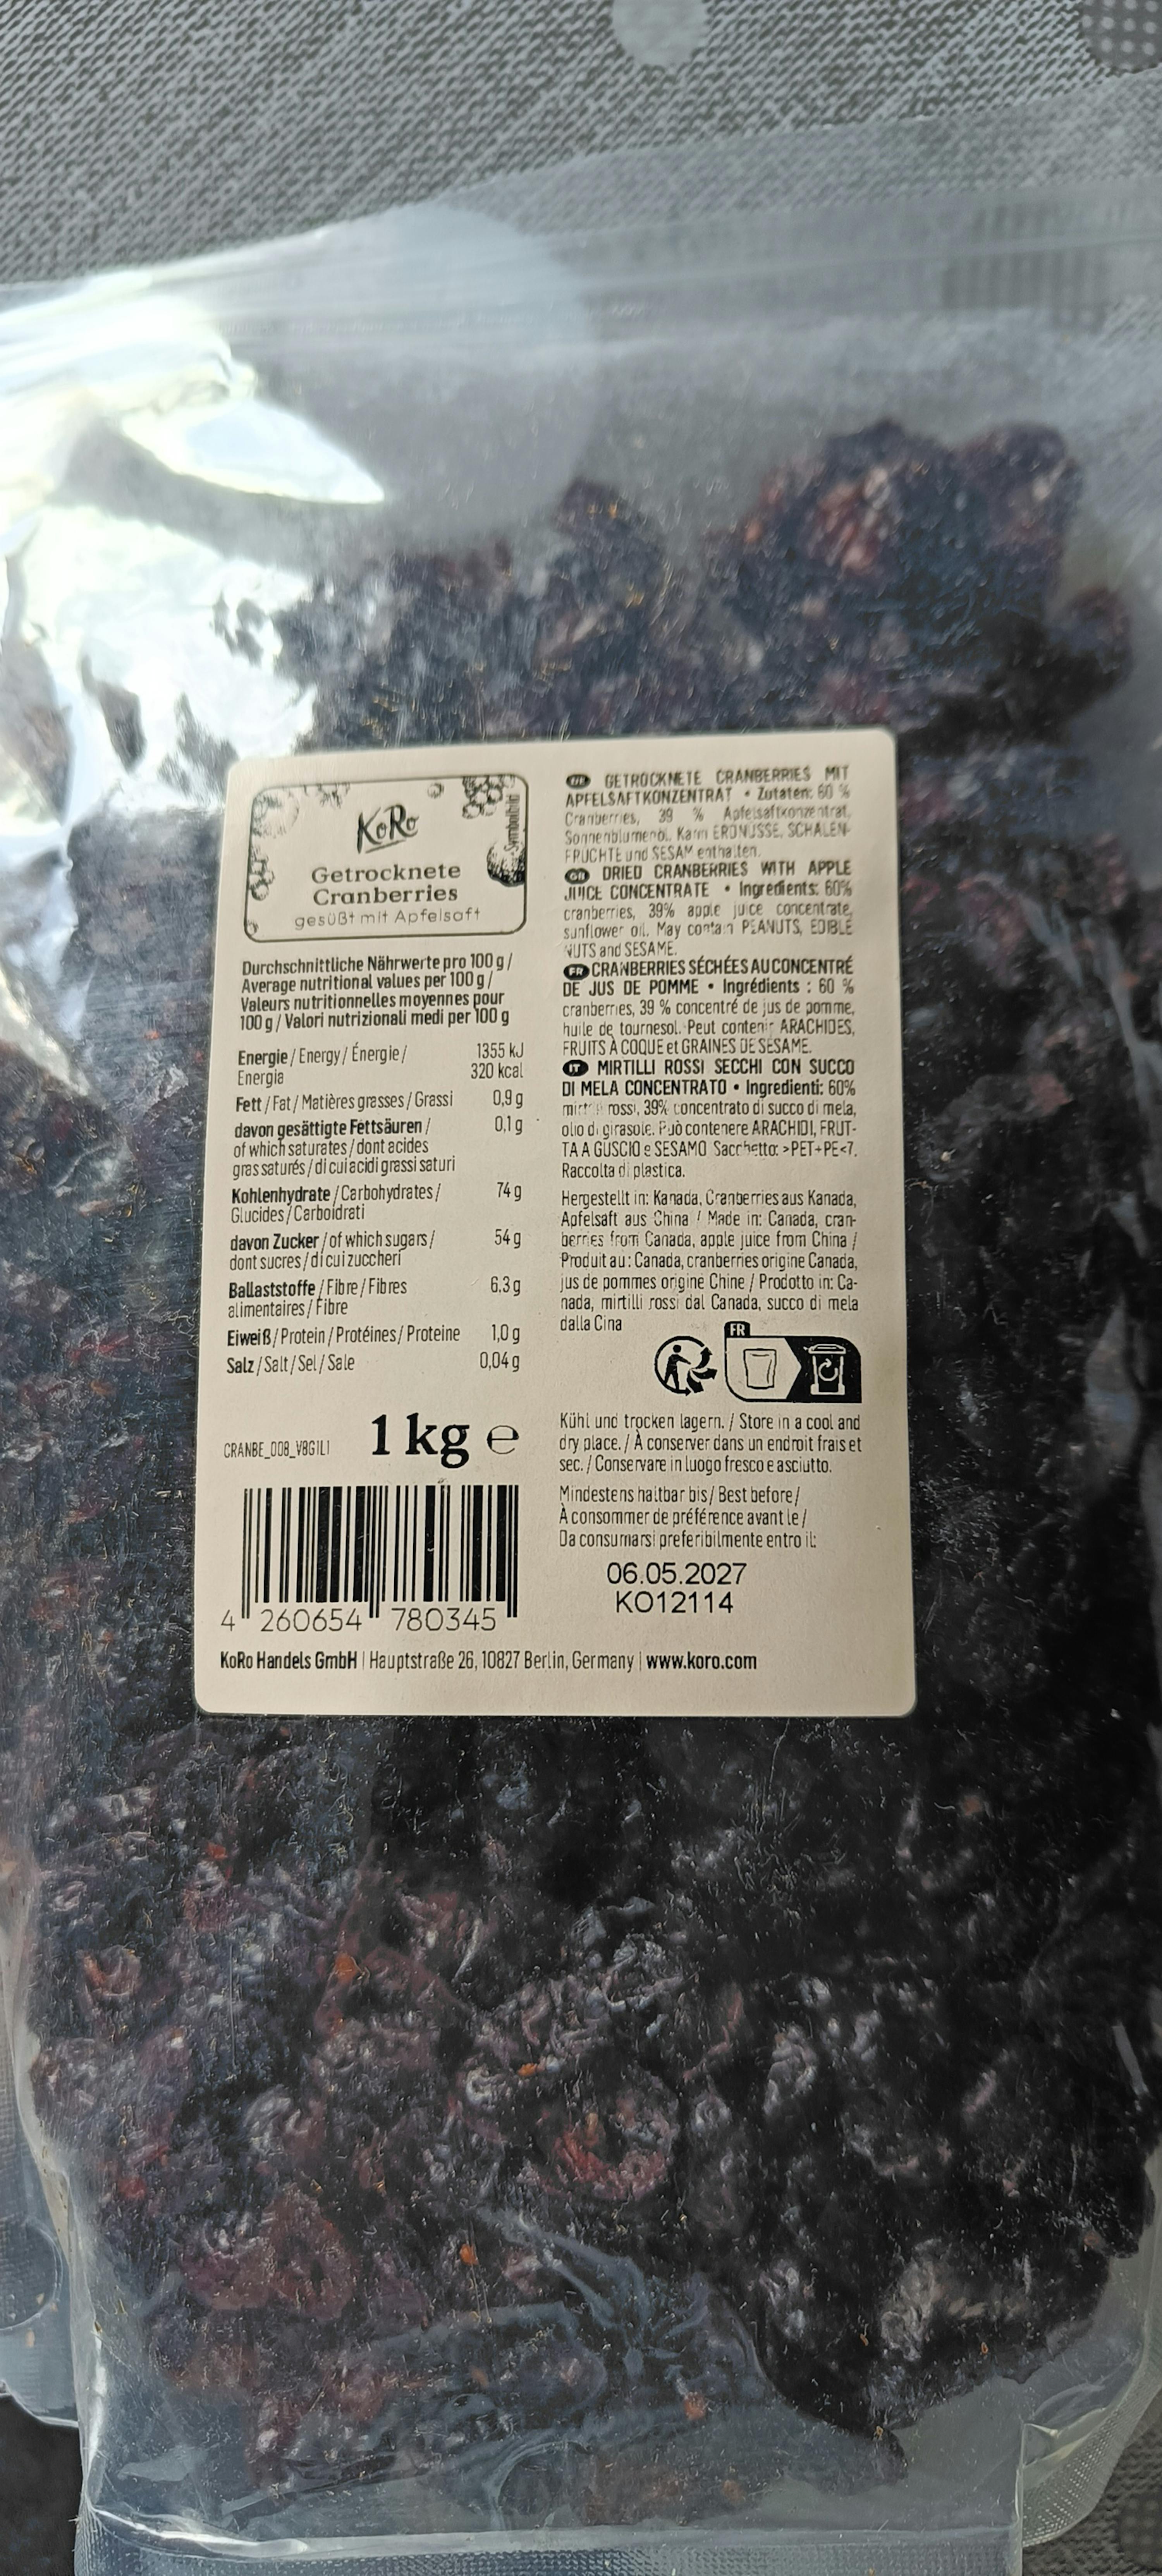 KoRo
Symbolbild
Getrocknete
Cranberries
gesüßt mit Apfelsaft
Durchschnittliche Nährwerte pro 100 g /
Average nutritional values per 100 g /
Valeurs nutritionnelles moyennes pour
100 g / Valori nutrizionali medi per 100 g
Energie / Energy / Énergie / 1355 kJ
Energia 320 kcal
Fett / Fat / Matières grasses / Grassi 0,9 g
davon gesättigte Fettsäuren / 0,1 g
of which saturates / dont acides
gras saturés / di cui acidi grassi saturi
Kohlenhydrate / Carbohydrates / 74 g
Glucides / Carboidrati
davon Zucker / of which sugars / 54 g
dont sucres / di cui zuccheri
Ballaststoffe / Fibre / Fibres 6,3 g
alimentaires / Fibre
Eiweiß / Protein / Protéines / Proteine 1,0 g
Salz / Salt / Sel / Sale 0,04 g
CRANBE_008_V8GIL1 1 kg e
4 260654 780345
DE GETROCKNETE CRANBERRIES MIT
APFELSAFTKONZENTRAT • Zutaten: 60 %
Cranberries, 39 % Apfelsaftkonzentrat,
Sonnenblumenöl. Kann ERDNÜSSE, SCHALEN-
FRÜCHTE und SESAM enthalten.
GB DRIED CRANBERRIES WITH APPLE
JUICE CONCENTRATE • Ingredients: 60%
cranberries, 39% apple juice concentrate,
sunflower oil. May contain PEANUTS, EDIBLE
NUTS and SESAME.
FR CRANBERRIES SÉCHÉES AU CONCENTRÉ
DE JUS DE POMME • Ingrédients : 60 %
cranberries, 39 % concentré de jus de pomme,
huile de tournesol. Peut contenir ARACHIDES,
FRUITS À COQUE et GRAINES DE SÉSAME.
IT MIRTILLI ROSSI SECCHI CON SUCCO
DI MELA CONCENTRATO • Ingredienti: 60%
mirtilli rossi, 39% concentrato di succo di mela,
olio di girasole. Può contenere ARACHIDI, FRUT-
TA A GUSCIO e SESAMO Sacchetto: >PET+PE<7,
Raccolta di plastica.
Hergestellt in: Kanada, Cranberries aus Kanada,
Apfelsaft aus China / Made in: Canada, cran-
berries from Canada, apple juice from China /
Produit au : Canada, cranberries origine Canada,
jus de pommes origine Chine / Prodotto in: Ca-
nada, mirtilli rossi dal Canada, succo di mela
dalla Cina
FR
Kühl und trocken lagern. / Store in a cool and
dry place. / À conserver dans un endroit frais et
sec. / Conservare in luogo fresco e asciutto.
Mindestens haltbar bis / Best before /
À consommer de préférence avant le /
Da consumarsi preferibilmente entro il:
06.05.2027
KO12114
KoRo Handels GmbH | Hauptstraße 26, 10827 Berlin, Germany | www.koro.com